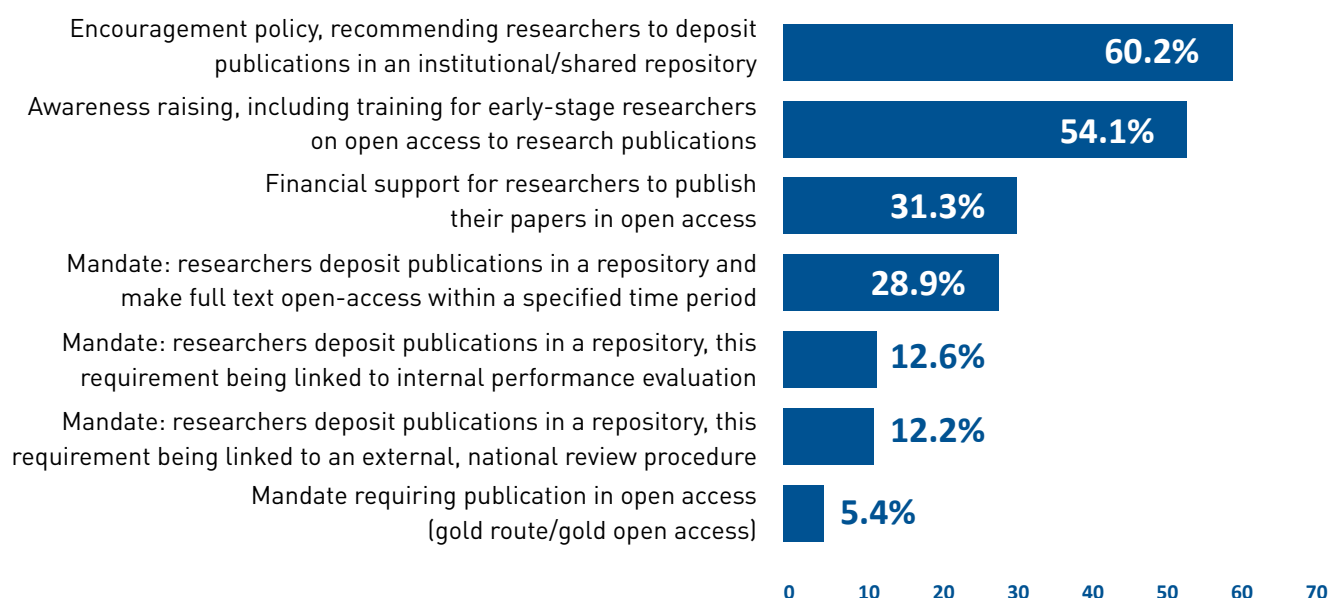 Encouragement policy, recommending researchers to deposit
publications in an institutional/shared repository
60.2%
Awareness raising, including training for early-stage researchers
on open access to research publications
54.1%
Financial support for researchers to publish
their papers in open access
31.3%
Mandate: researchers deposit publications in a repository and
make full text open-access within a specified time period
28.9%
Mandate: researchers deposit publications in a repository, this
requirement being linked to internal performance evaluation
12.6%
Mandate: researchers deposit publications in a repository, this
requirement being linked to an external, national review procedure
12.2%
Mandate requiring publication in open access
(gold route/gold open access)
5.4%
0 10 20 30 40 50 60 70